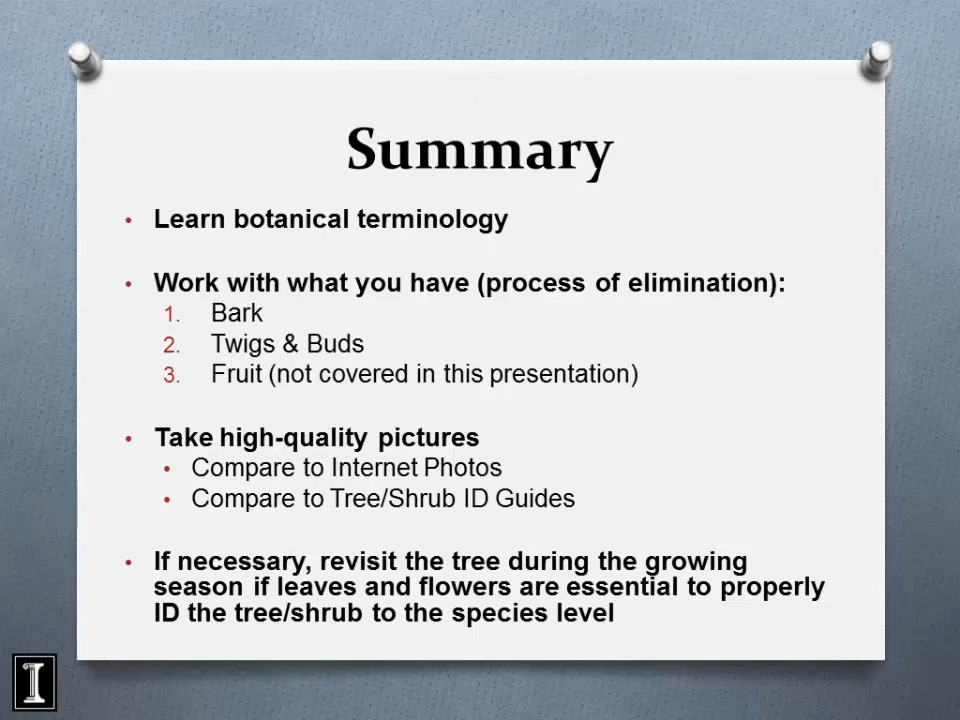 Summary
• Learn botanical terminology
• Work with what you have (process of elimination):
1. Bark
2. Twigs & Buds
3. Fruit (not covered in this presentation)
• Take high-quality pictures
• Compare to Internet Photos
• Compare to Tree/Shrub ID Guides
• If necessary, revisit the tree during the growing
season if leaves and flowers are essential to properly
ID the tree/shrub to the species level
I